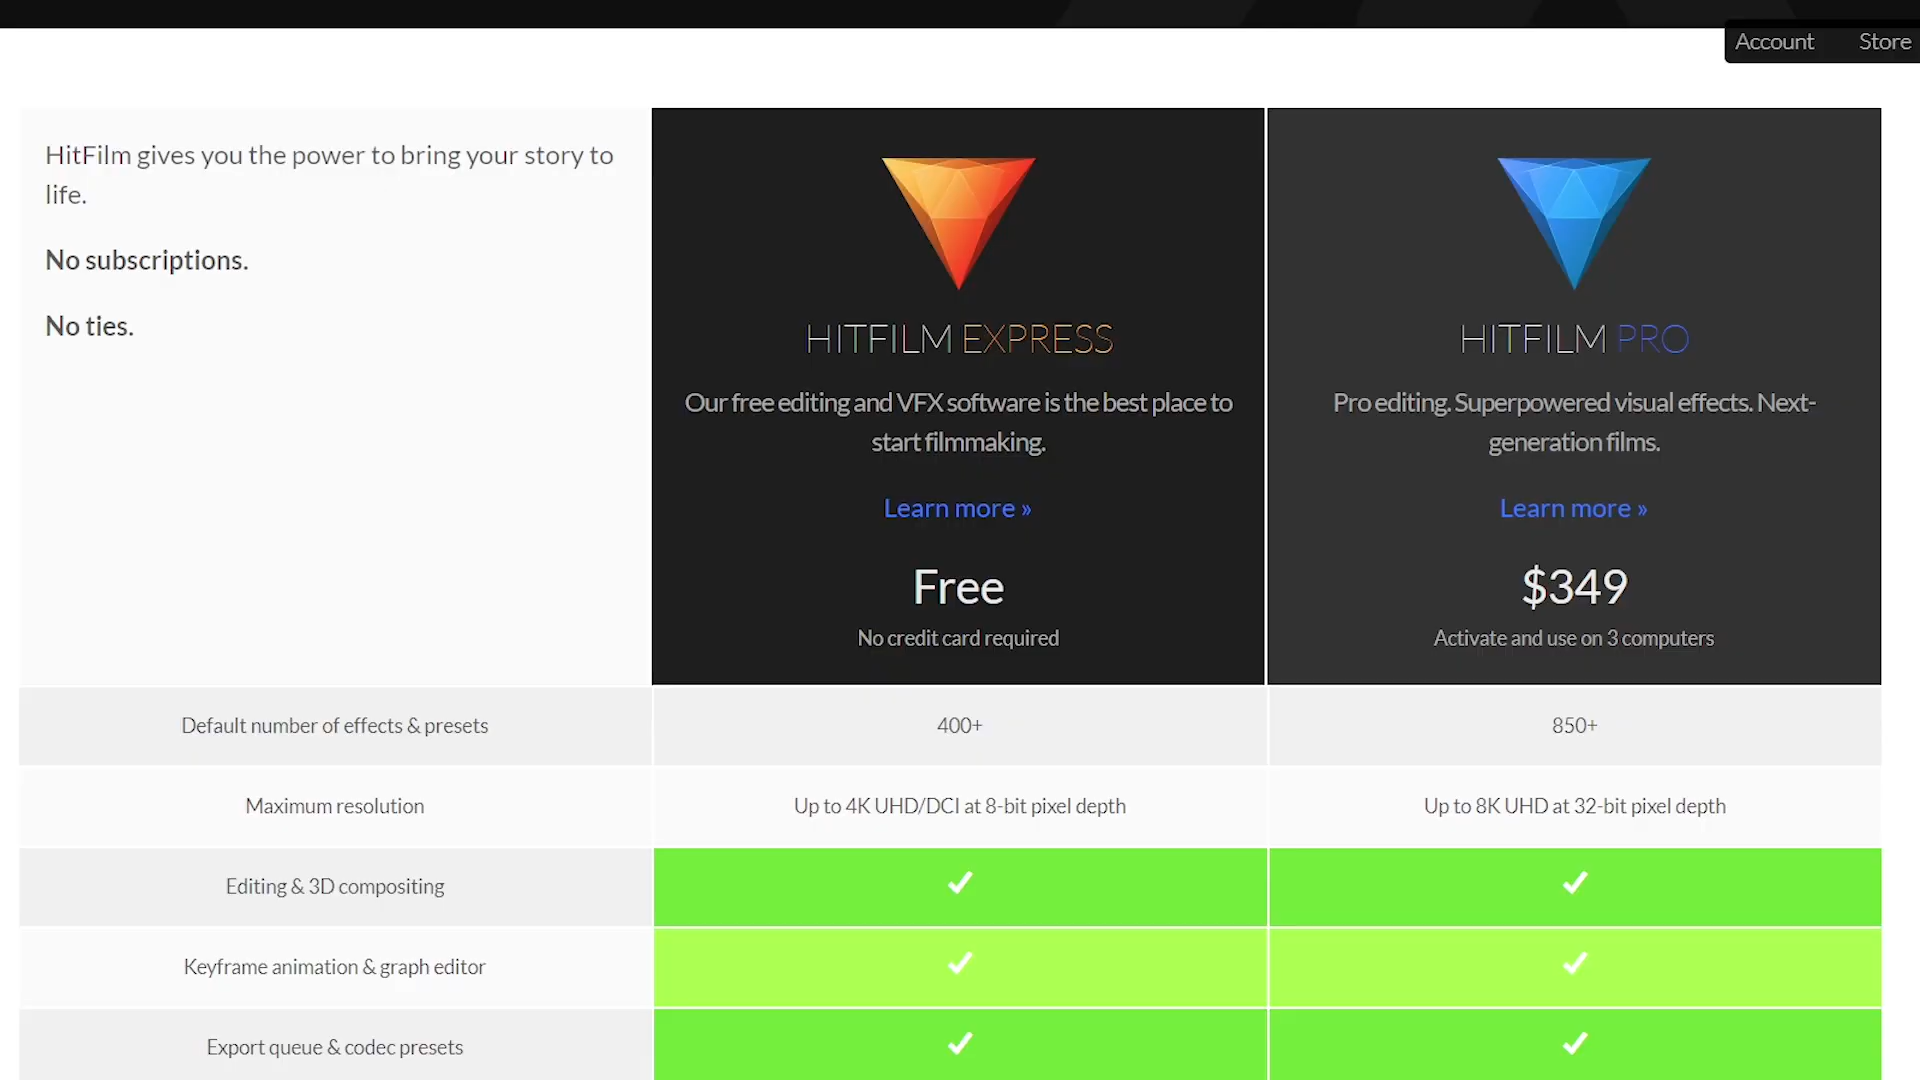 Account Store
HitFilm gives you the power to bring your story to
life.
No subscriptions.
No ties.
HITFILM EXPRESS
Our free editing and VFX software is the best place to
start filmmaking.
Learn more »
Free
No credit card required
HITFILM PRO
Pro editing. Superpowered visual effects. Next-
generation films.
Learn more »
$349
Activate and use on 3 computers
Default number of effects & presets 400+ 850+
Maximum resolution Up to 4K UHD/DCI at 8-bit pixel depth Up to 8K UHD at 32-bit pixel depth
Editing & 3D compositing
Keyframe animation & graph editor
Export queue & codec presets